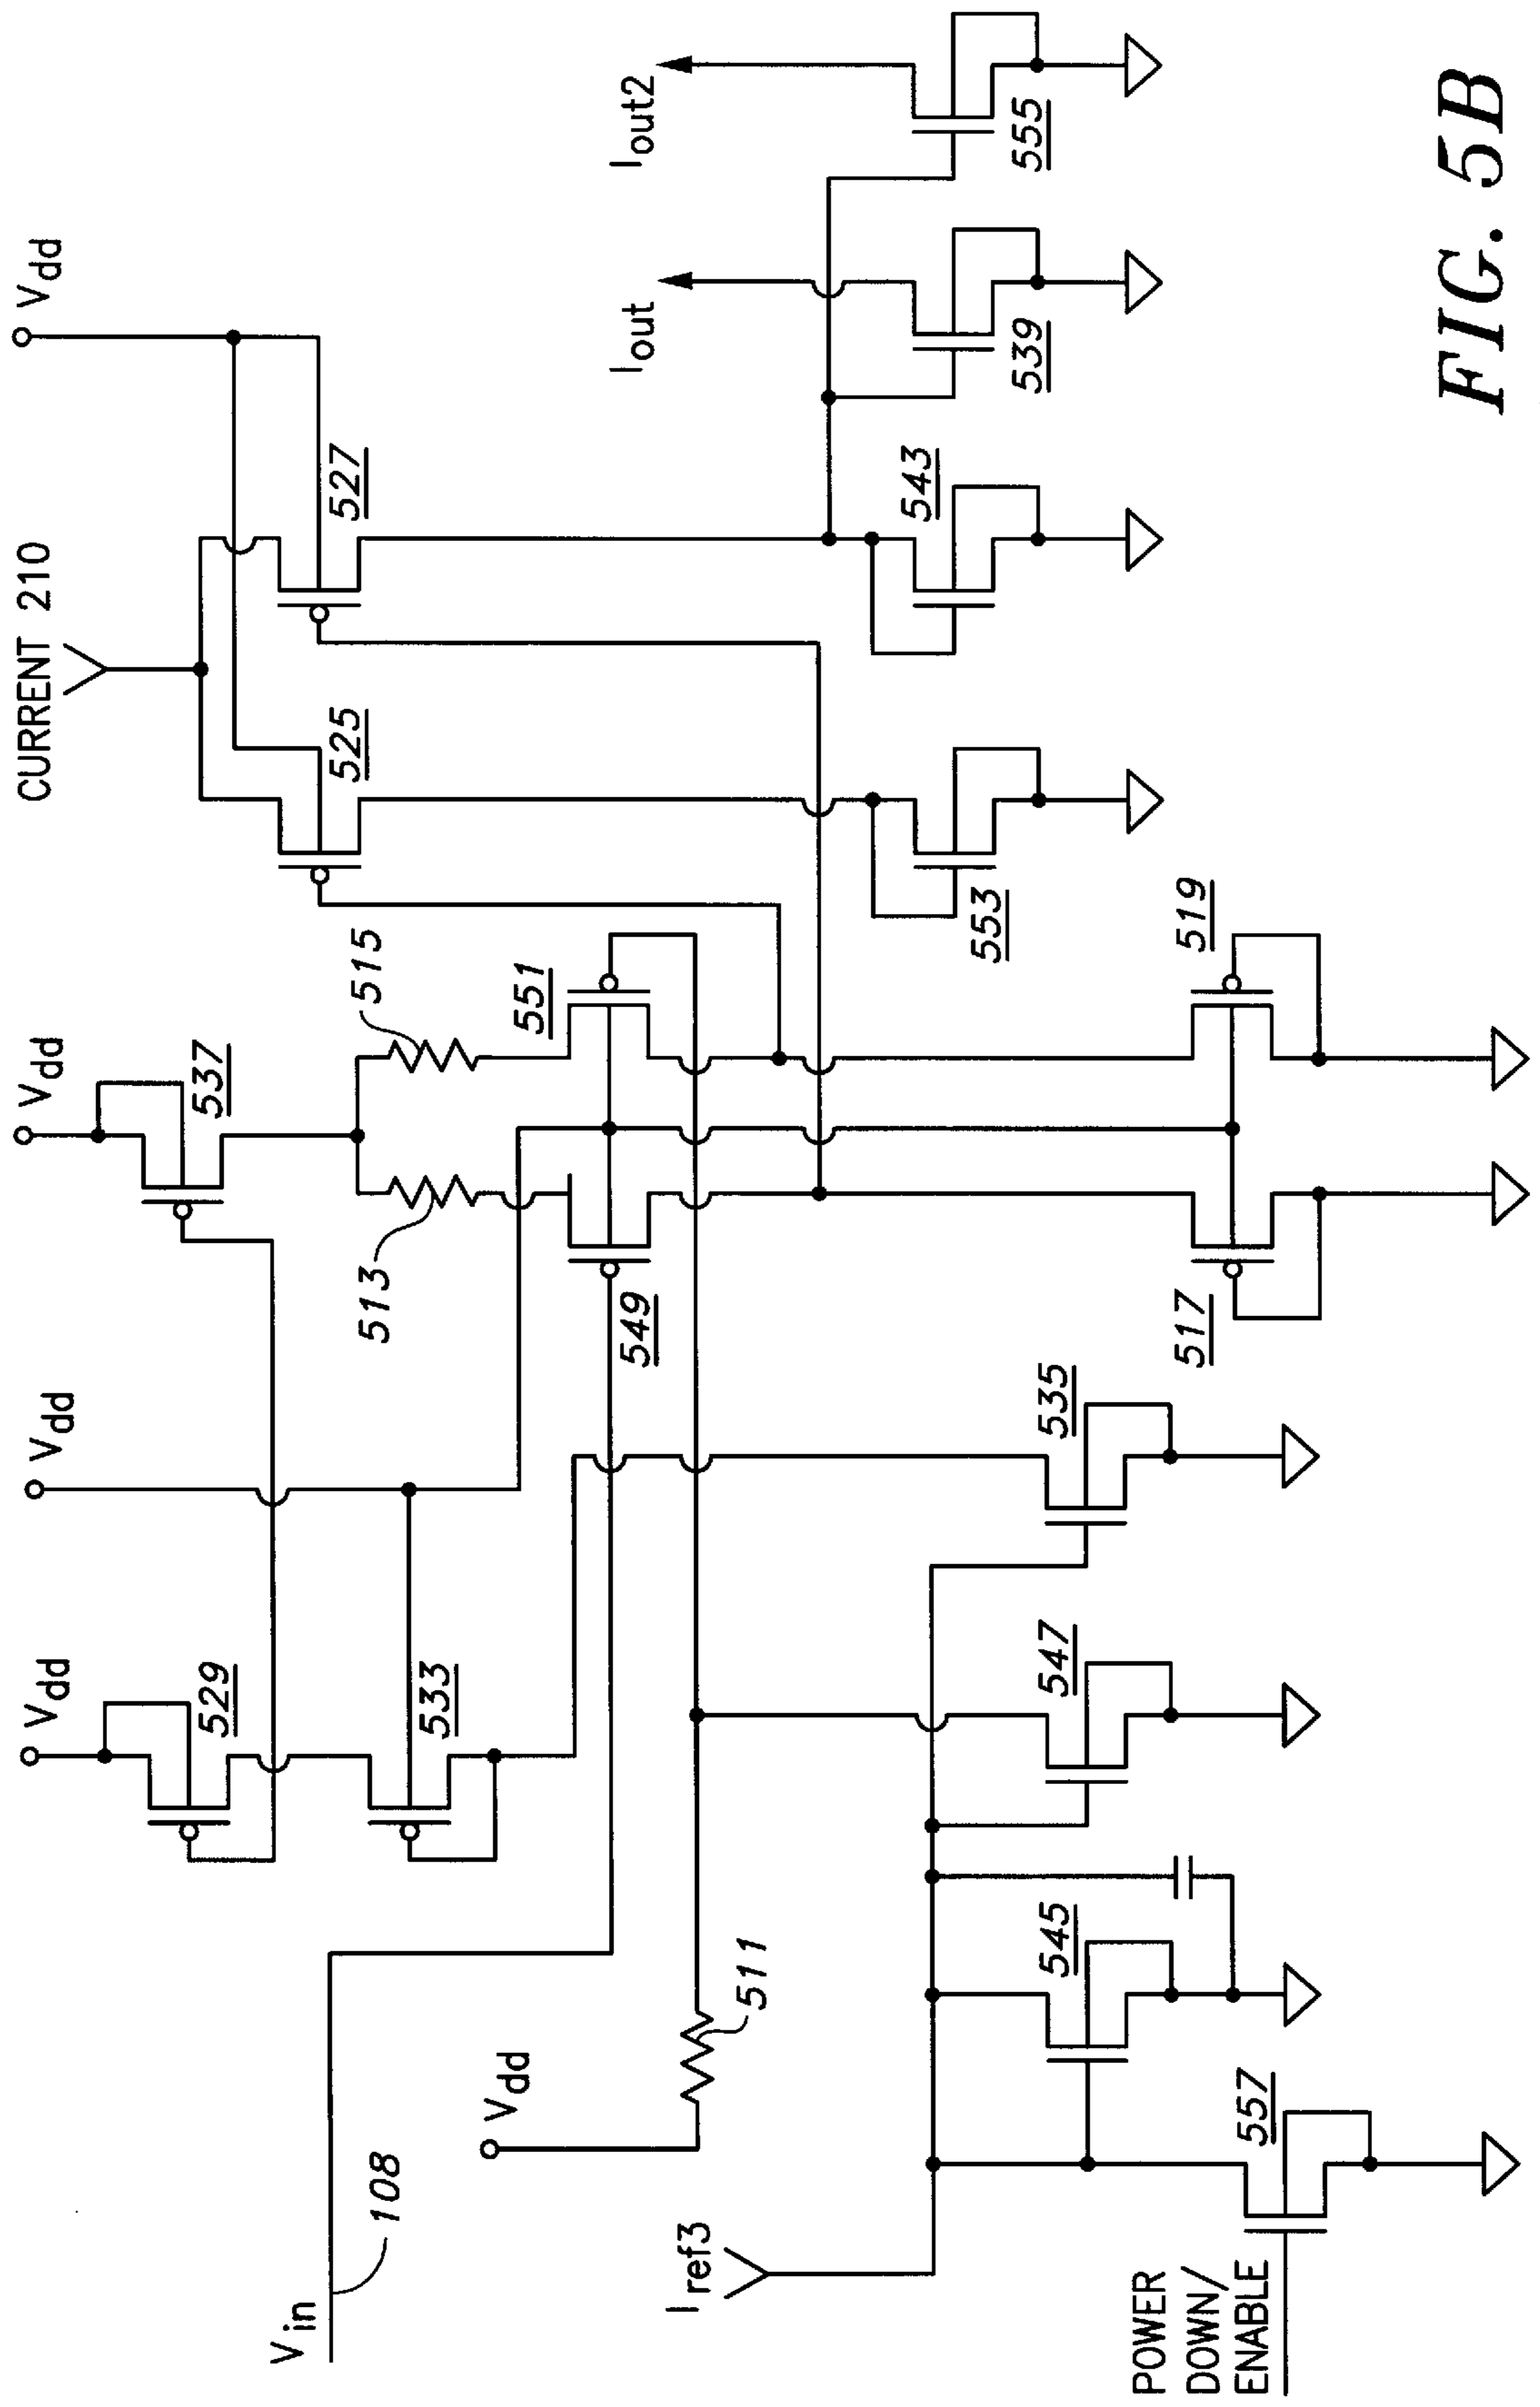 CURRENT 210
Vdd
Vdd
Vdd
Vdd
529
533
537
515
513
525
527
551
549
Vin
108
Vdd
511
Iout
Iout2
Iref3
545
547
535
553
543
539
555
517
519
POWER
DOWN/
ENABLE
557
FIG. 5B